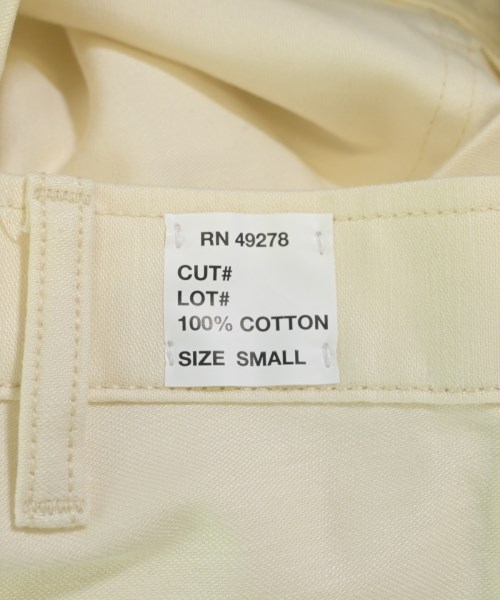 RN 49278
CUT#
LOT#
100% COTTON
SIZE SMALL